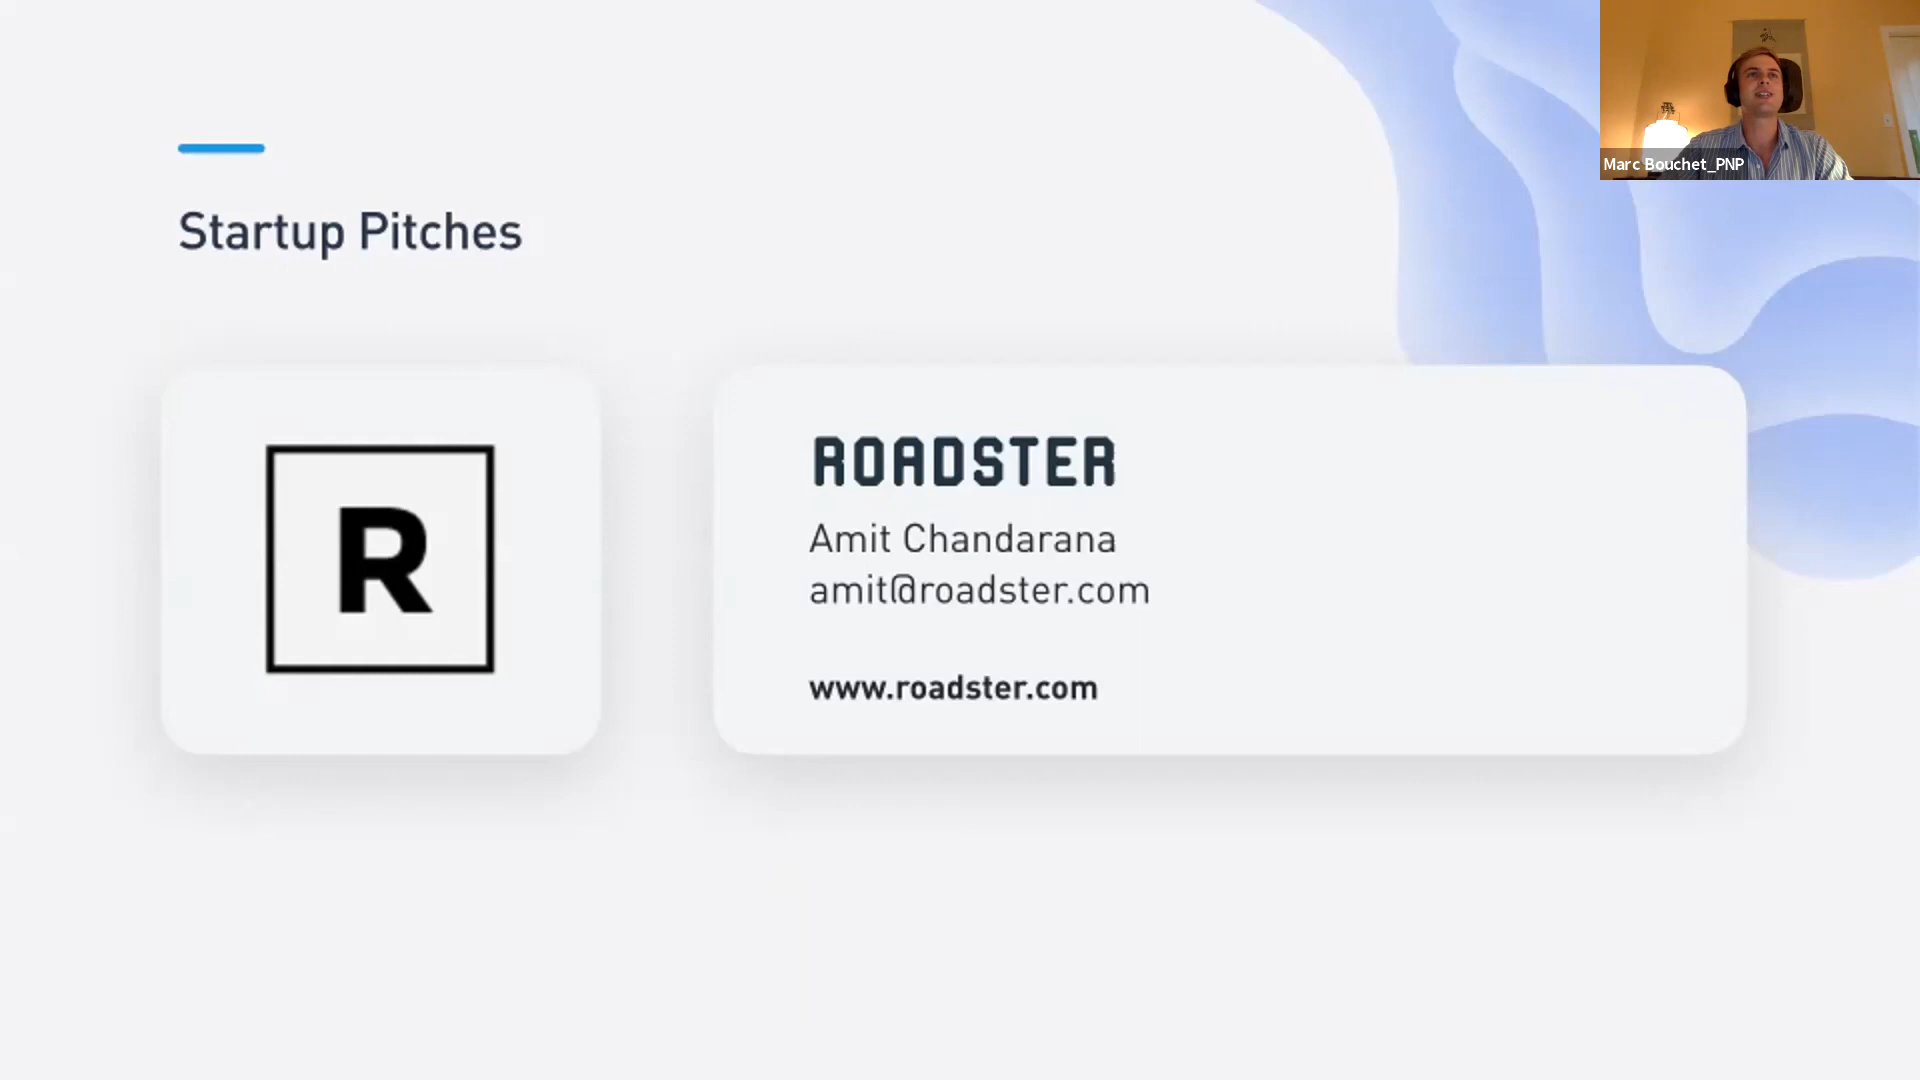 Startup Pitches
R
ROADSTER
Amit Chandarana
amit@roadster.com
www.roadster.com
Marc Bouchet_PNP